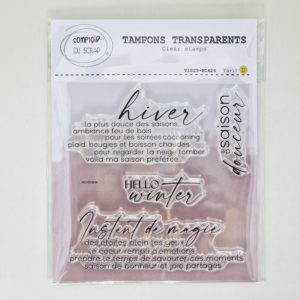 COMPTOIR
DU SCRAP
TAMPONS TRANSPARENTS
Clear stamps
hiver
la plus douce des saisons
ambiance feu de bois
pour les soirées cocooning
plaid, bougies et boisson chaudes
pour regarder la neige tomber
voila ma saison préférée
saison
douceur
HELLO
winter
Instant de magie
des étoiles plein les yeux
le coeur rempli d'émotions
prendre le temps de savourer ces moments
saison de bonheur et joie partagés